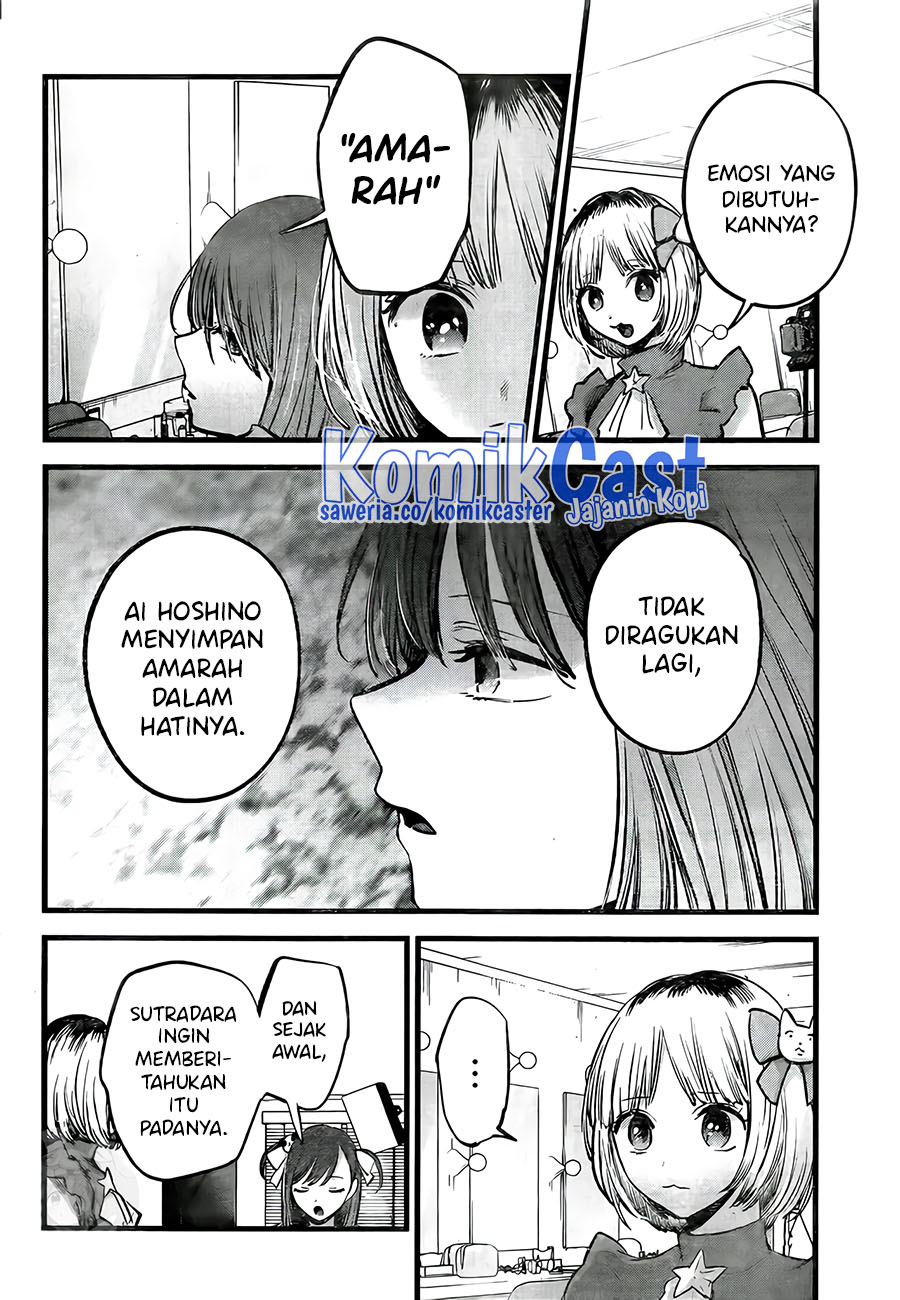 EMOSI YANG
DIBUTUH-
KANNYA?
"AMA-
RAH"
KomikCast
saweria.co/komikcaster Jajanin Kopi
TIDAK
DIRAGUKAN
LAGI,
AI HOSHINO
MENYIMPAN
AMARAH
DALAM
HATINYA.
...
DAN
SEJAK
AWAL,
SUTRADARA
INGIN
MEMBERI-
TAHUKAN
ITU
PADANYA.